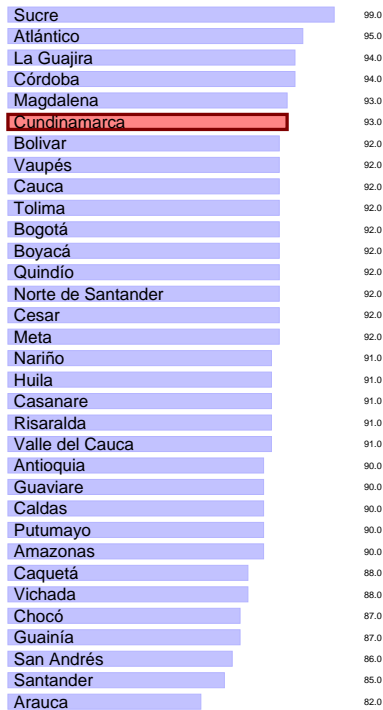 Sucre 99.0
Atlántico 95.0
La Guajira 94.0
Córdoba 94.0
Magdalena 93.0
Cundinamarca 93.0
Bolivar 92.0
Vaupés 92.0
Cauca 92.0
Tolima 92.0
Bogotá 92.0
Boyacá 92.0
Quindío 92.0
Norte de Santander 92.0
Cesar 92.0
Meta 92.0
Nariño 91.0
Huila 91.0
Casanare 91.0
Risaralda 91.0
Valle del Cauca 91.0
Antioquia 90.0
Guaviare 90.0
Caldas 90.0
Putumayo 90.0
Amazonas 90.0
Caquetá 88.0
Vichada 88.0
Chocó 87.0
Guainía 87.0
San Andrés 86.0
Santander 85.0
Arauca 82.0